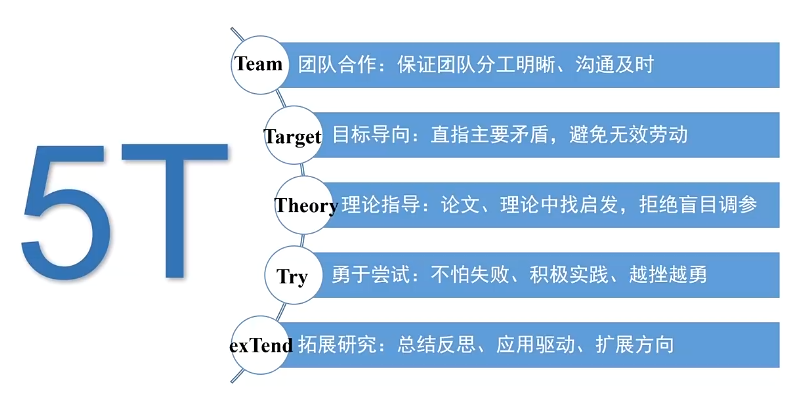 5T
Team 团队合作：保证团队分工明晰、沟通及时
Target 目标导向：直指主要矛盾，避免无效劳动
Theory 理论指导：论文、理论中找启发，拒绝盲目调参
Try 勇于尝试：不怕失败、积极实践、越挫越勇
exTend 拓展研究：总结反思、应用驱动、扩展方向